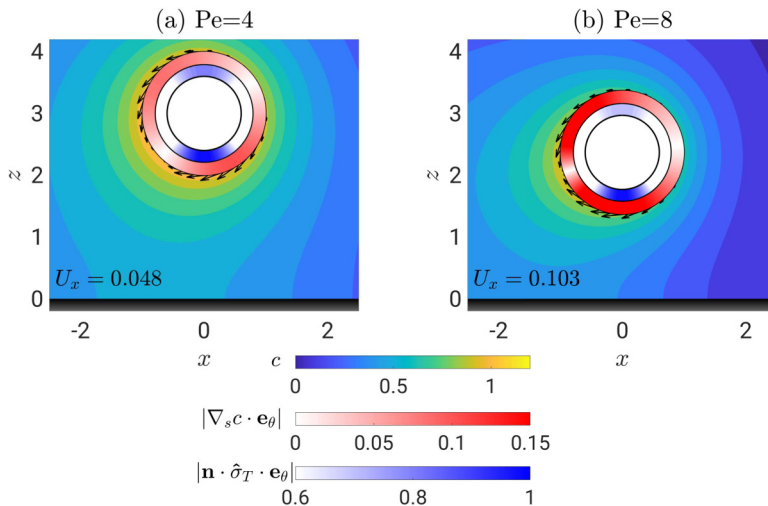 (a) Pe=4
(b) Pe=8
4
3
z
2
1
0
U_x = 0.048
-2 0 2
x
4
3
z
2
1
0
U_x = 0.103
-2 0 2
x
c
0 0.5 1
|∇_s c · e_θ|
0 0.05 0.1 0.15
|n · σ̂_T · e_θ|
0.6 0.8 1